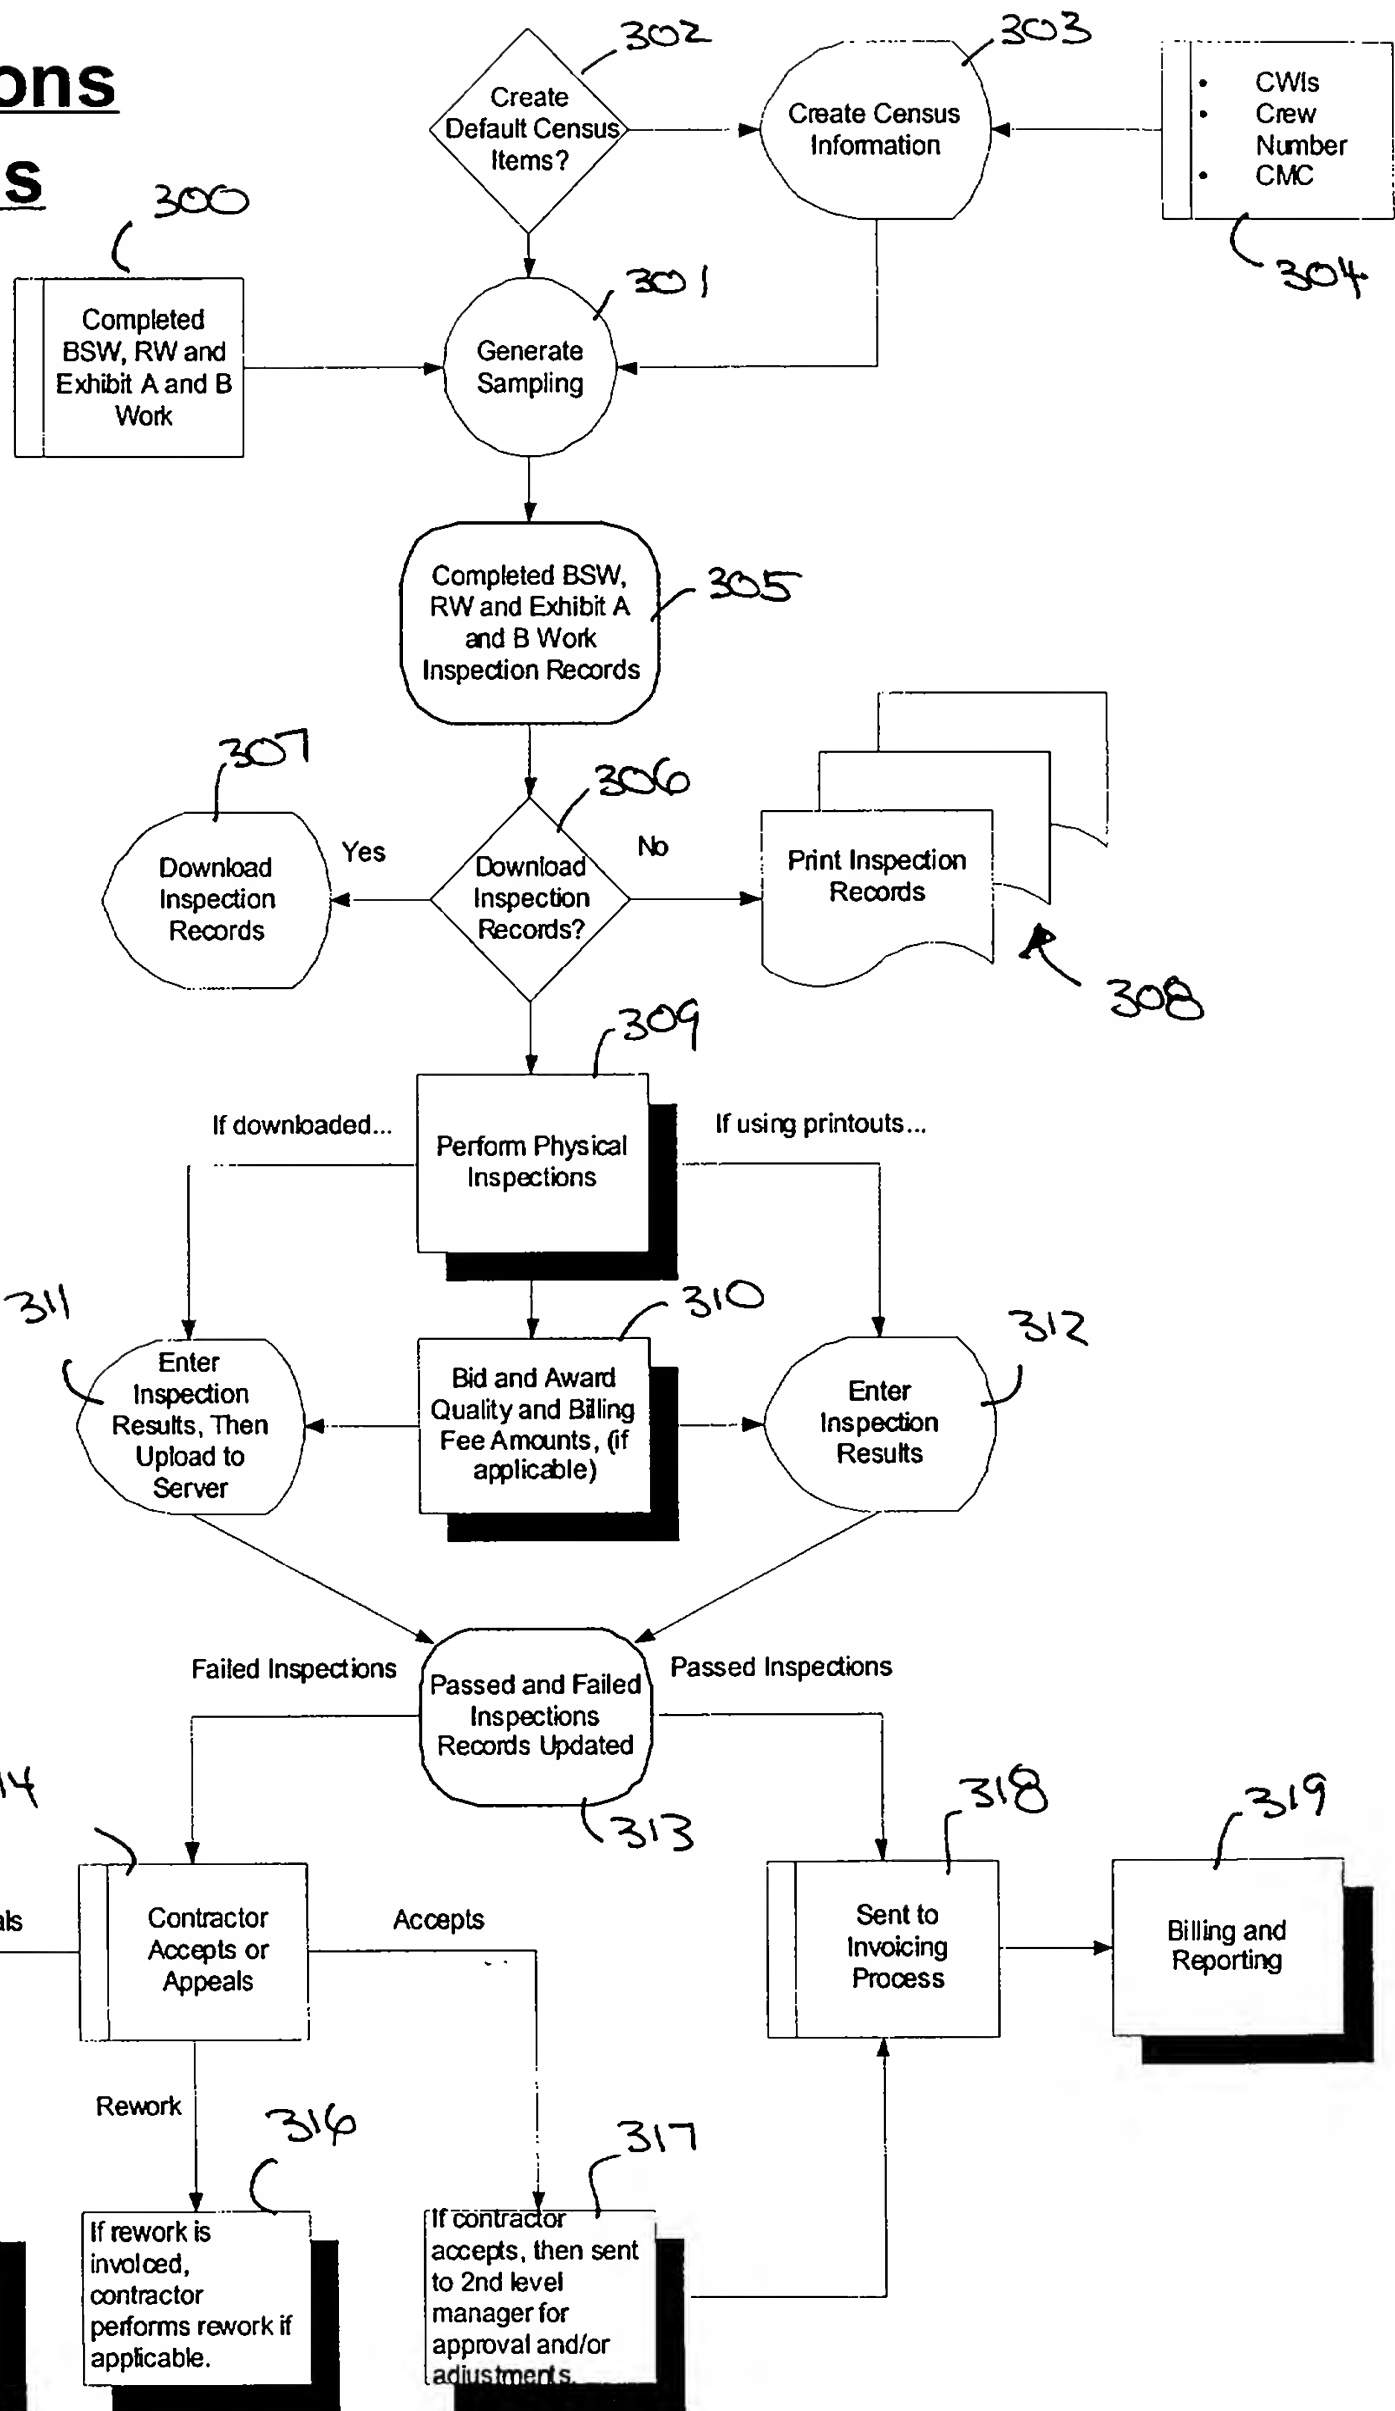 ons
s
302
303
Create
Default Census
Items?
Create Census
Information
• CWIs
• Crew
Number
• CMC
304
300
301
Completed
BSW, RW and
Exhibit A and B
Work
Generate
Sampling
Completed BSW,
RW and Exhibit A
and B Work
Inspection Records
305
307
306
Download
Inspection
Records
Yes
Download
Inspection
Records?
No
Print Inspection
Records
308
309
If downloaded...
Perform Physical
Inspections
If using printouts...
311
310
312
Enter
Inspection
Results, Then
Upload to
Server
Bid and Award
Quality and Billing
Fee Amounts, (if
applicable)
Enter
Inspection
Results
Failed Inspections
Passed and Failed
Inspections
Records Updated
Passed Inspections
313
14
318
319
als
Contractor
Accepts or
Appeals
Accepts
Sent to
Invoicing
Process
Billing and
Reporting
Rework
316
317
If rework is
involced,
contractor
performs rework if
applicable.
If contractor
accepts, then sent
to 2nd level
manager for
approval and/or
adjustments.